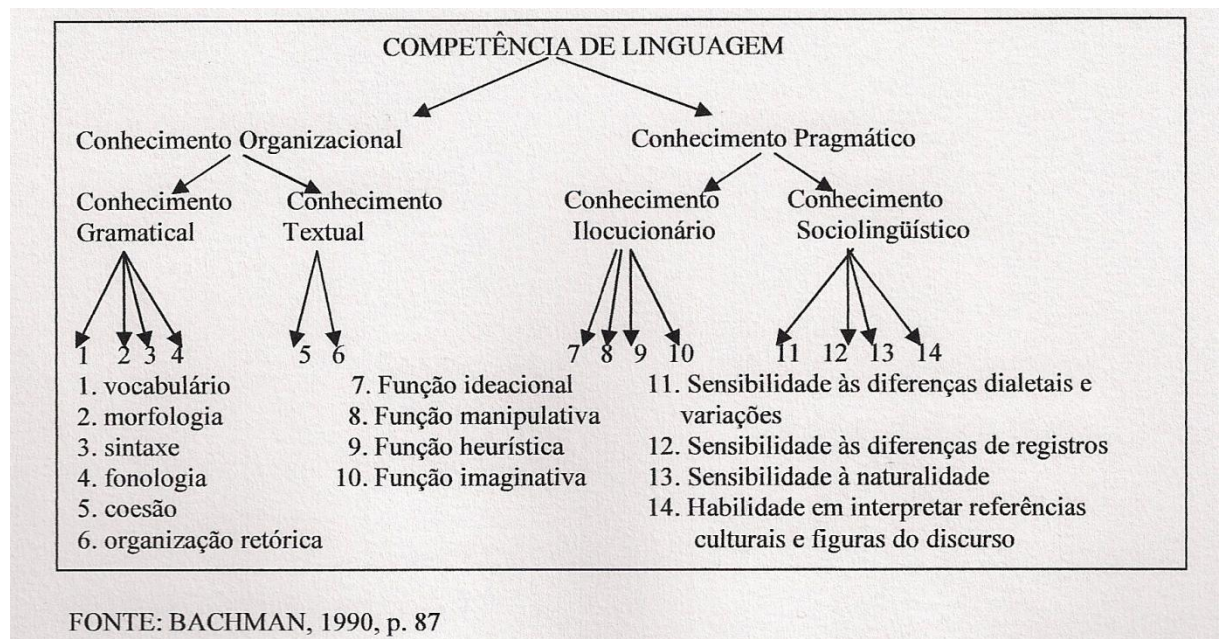 COMPETÊNCIA DE LINGUAGEM
Conhecimento Organizacional
Conhecimento Pragmático
Conhecimento Gramatical
Conhecimento Textual
Conhecimento Ilocucionário
Conhecimento Sociolingüístico
1 2 3 4
5 6
7 8 9 10
11 12 13 14
1. vocabulário
2. morfologia
3. sintaxe
4. fonologia
5. coesão
6. organização retórica
7. Função ideacional
8. Função manipulativa
9. Função heurística
10. Função imaginativa
11. Sensibilidade às diferenças dialetais e
variações
12. Sensibilidade às diferenças de registros
13. Sensibilidade à naturalidade
14. Habilidade em interpretar referências
culturais e figuras do discurso
FONTE: BACHMAN, 1990, p. 87